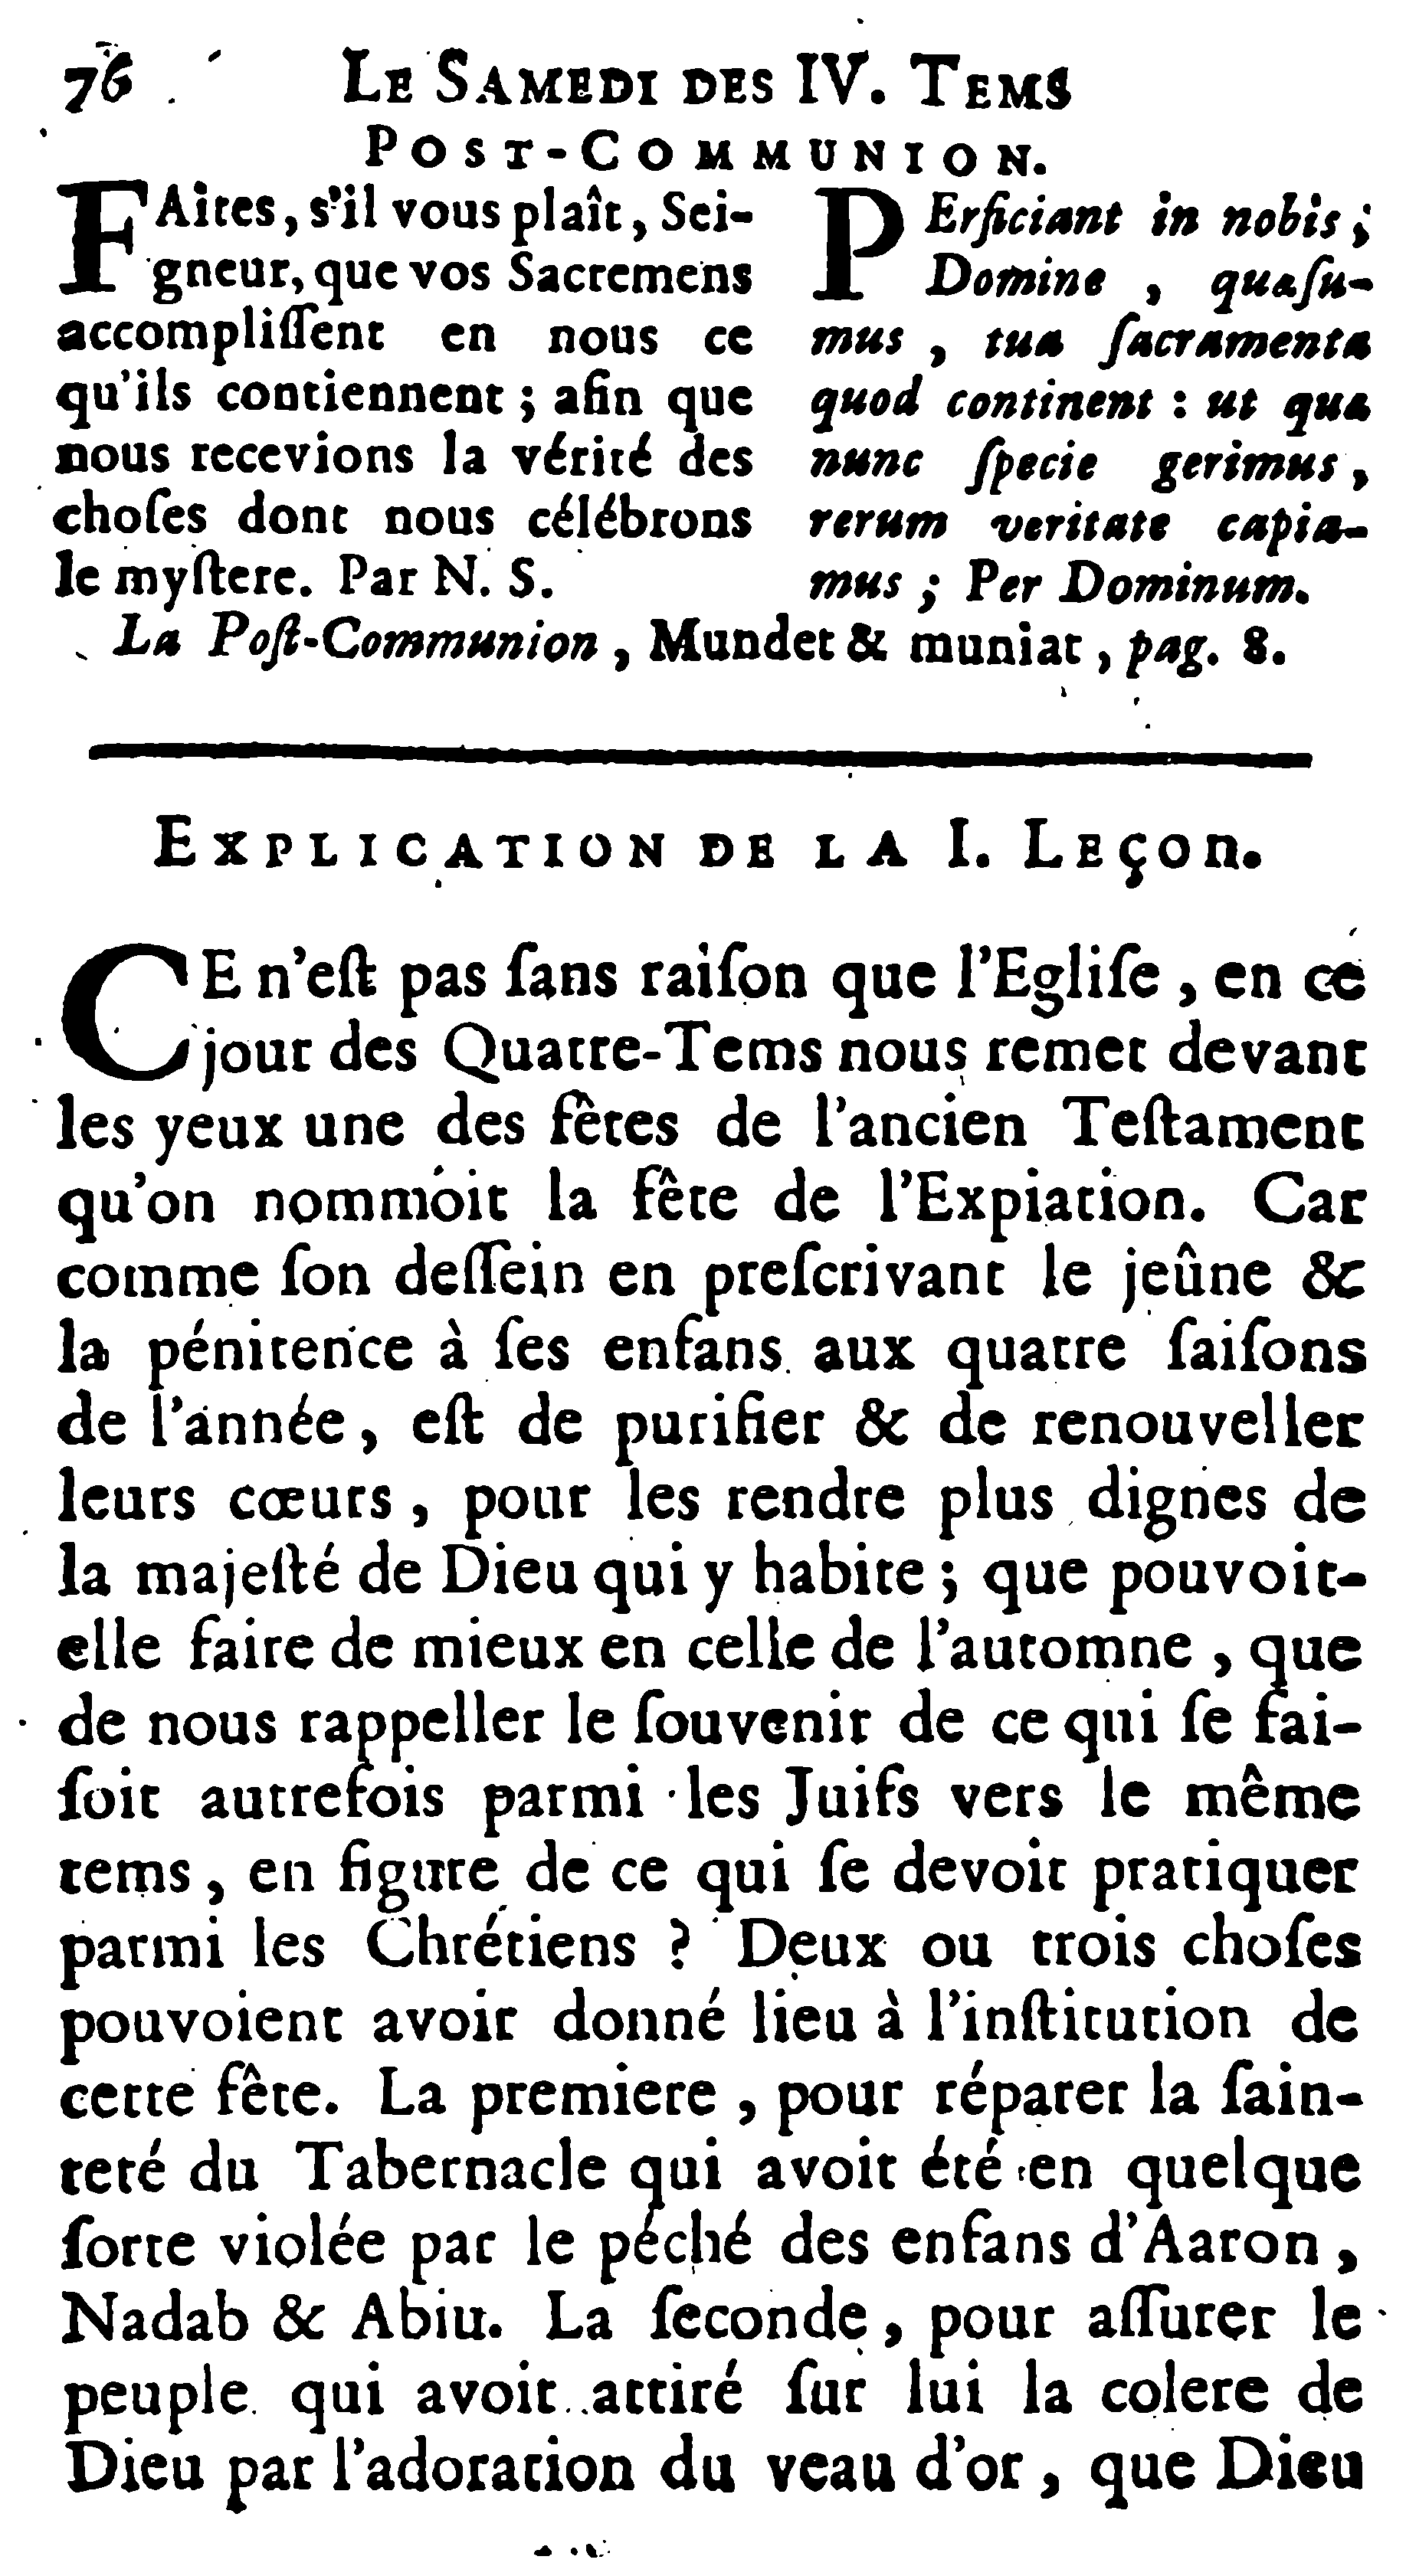 76 LE SAMEDI DES IV. TEMS
POST-COMMUNION.
FAites, s'il vous plaît, Sei-
gneur, que vos Sacremens
accompliſſent en nous ce
qu'ils contiennent ; afin que
nous recevions la vérité des
choſes dont nous célébrons
le myſtere. Par N. S.
PErficiant in nobis ;
Domine , quæſu-
mus , tua ſacramenta
quod continent : ut quæ
nunc ſpecie gerimus ,
rerum veritate capia-
mus ; Per Dominum.
La Poſt-Communion , Mundet & muniat , pag. 8.
EXPLICATION DE LA I. LEÇON.
CE n'eſt pas ſans raiſon que l'Egliſe , en ce
jour des Quatre-Tems nous remet devant
les yeux une des fêtes de l'ancien Teſtament
qu'on nommoit la fête de l'Expiation. Car
comme ſon deſſein en preſcrivant le jeûne &
la pénitence à ſes enfans aux quatre ſaiſons
de l'année , eſt de purifier & de renouveller
leurs cœurs , pour les rendre plus dignes de
la majeſté de Dieu qui y habite ; que pouvoit-
elle faire de mieux en celle de l'automne , que
de nous rappeller le ſouvenir de ce qui ſe fai-
ſoit autrefois parmi les Juifs vers le même
tems , en figure de ce qui ſe devoit pratiquer
parmi les Chrétiens ? Deux ou trois choſes
pouvoient avoir donné lieu à l'inſtitution de
cette fête. La premiere , pour réparer la ſain-
teté du Tabernacle qui avoit été en quelque
ſorte violée par le péché des enfans d'Aaron ,
Nadab & Abiu. La ſeconde , pour aſſurer le
peuple qui avoit attiré ſur lui la colere de
Dieu par l'adoration du veau d'or , que Dieu